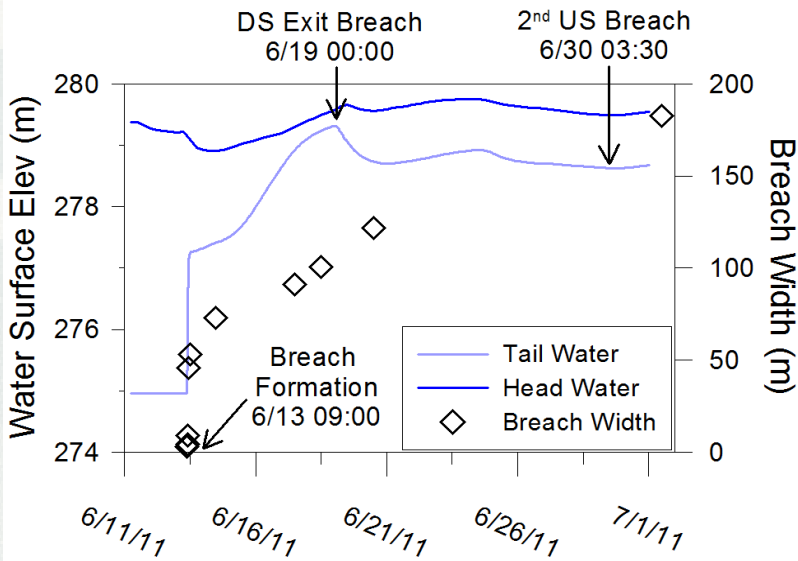 DS Exit Breach
6/19 00:00
2nd US Breach
6/30 03:30
Water Surface Elev (m)
280
278
276
274
200
150
100
50
0
Breach Width (m)
Breach
Formation
6/13 09:00
Tail Water
Head Water
Breach Width
6/11/11
6/16/11
6/21/11
6/26/11
7/1/11